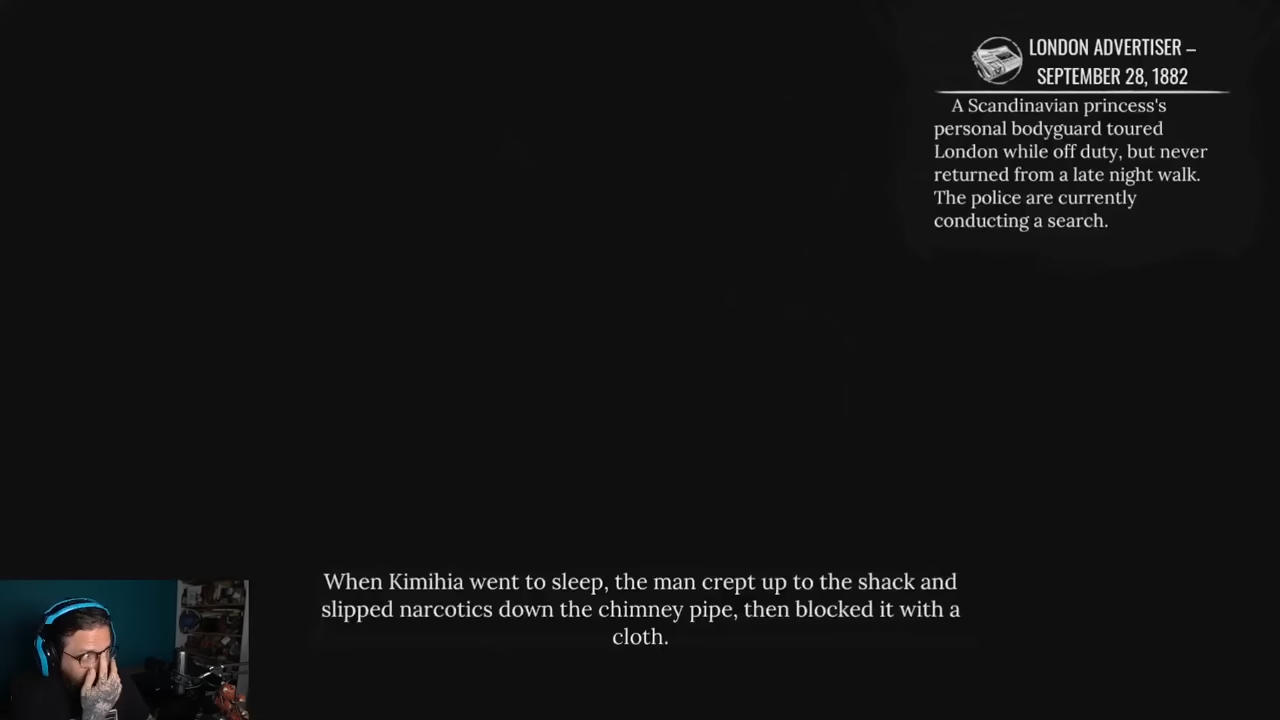 LONDON ADVERTISER –
SEPTEMBER 28, 1882
A Scandinavian princess's
personal bodyguard toured
London while off duty, but never
returned from a late night walk.
The police are currently
conducting a search.
When Kimihia went to sleep, the man crept up to the shack and
slipped narcotics down the chimney pipe, then blocked it with a
cloth.